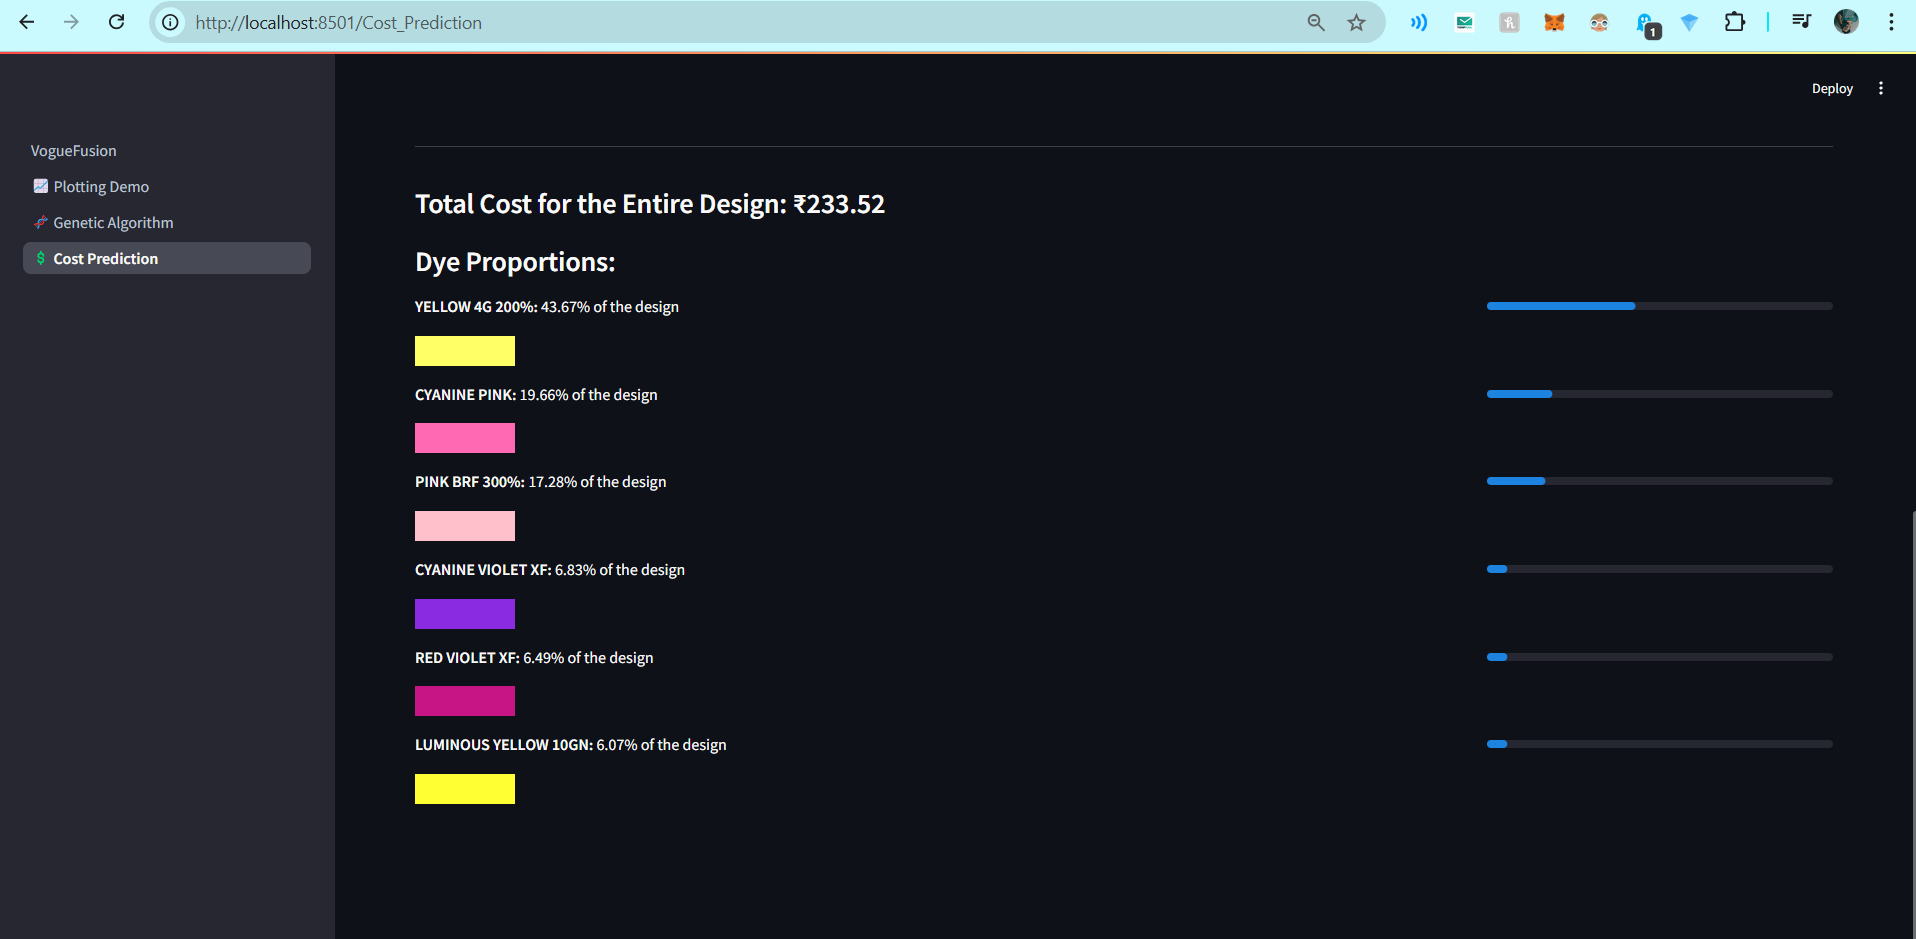 http://localhost:8501/Cost_Prediction
1
Deploy
VogueFusion
Plotting Demo
Genetic Algorithm
$ Cost Prediction
Total Cost for the Entire Design: ₹233.52
Dye Proportions:
YELLOW 4G 200%: 43.67% of the design
CYANINE PINK: 19.66% of the design
PINK BRF 300%: 17.28% of the design
CYANINE VIOLET XF: 6.83% of the design
RED VIOLET XF: 6.49% of the design
LUMINOUS YELLOW 10GN: 6.07% of the design